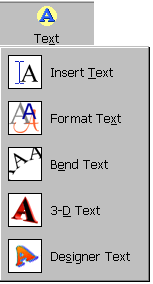 Text
Insert Text
Format Text
Bend Text
3-D Text
Designer Text